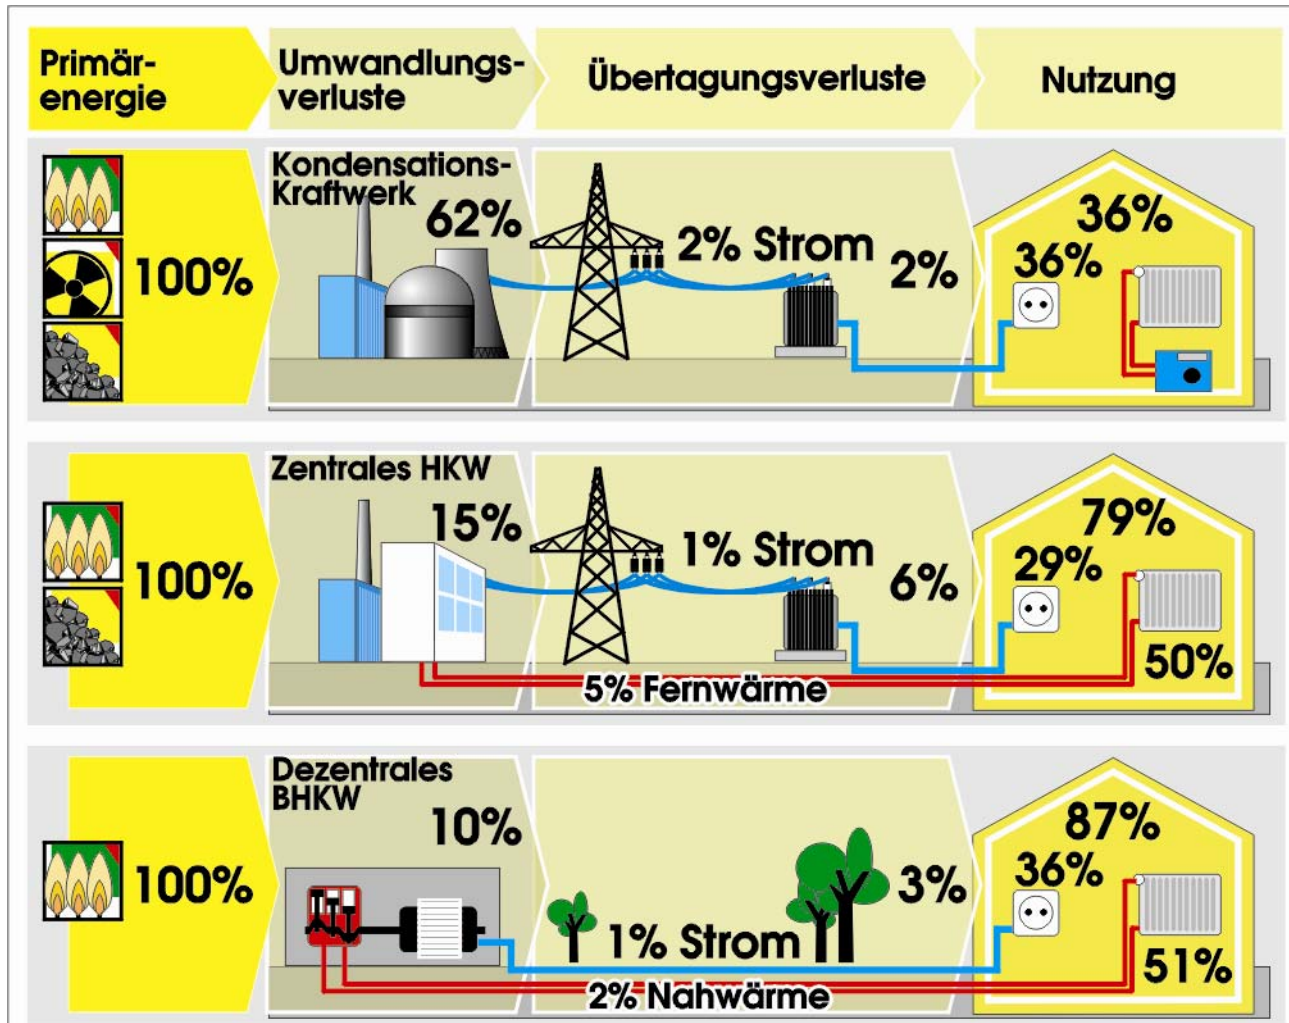 Primär-
energie
Umwandlungs-
verluste
Übertagungsverluste
Nutzung
Kondensations-
Kraftwerk
100%
62%
2% Strom
2%
36%
36%
Zentrales HKW
100%
15%
1% Strom
6%
5% Fernwärme
79%
29%
50%
Dezentrales
BHKW
100%
10%
1% Strom
3%
2% Nahwärme
87%
36%
51%